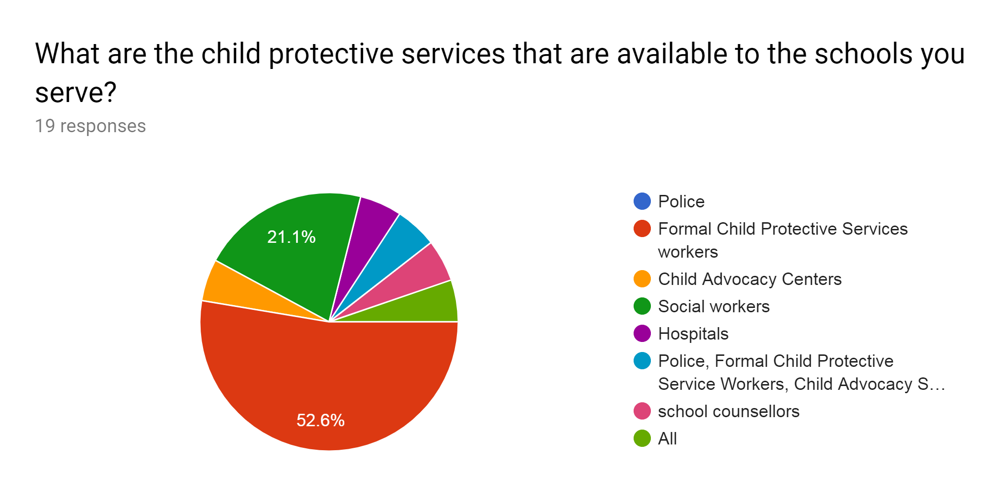 What are the child protective services that are available to the schools you
serve?
19 responses
21.1%
52.6%
Police
Formal Child Protective Services
workers
Child Advocacy Centers
Social workers
Hospitals
Police, Formal Child Protective
Service Workers, Child Advocacy S…
school counsellors
All